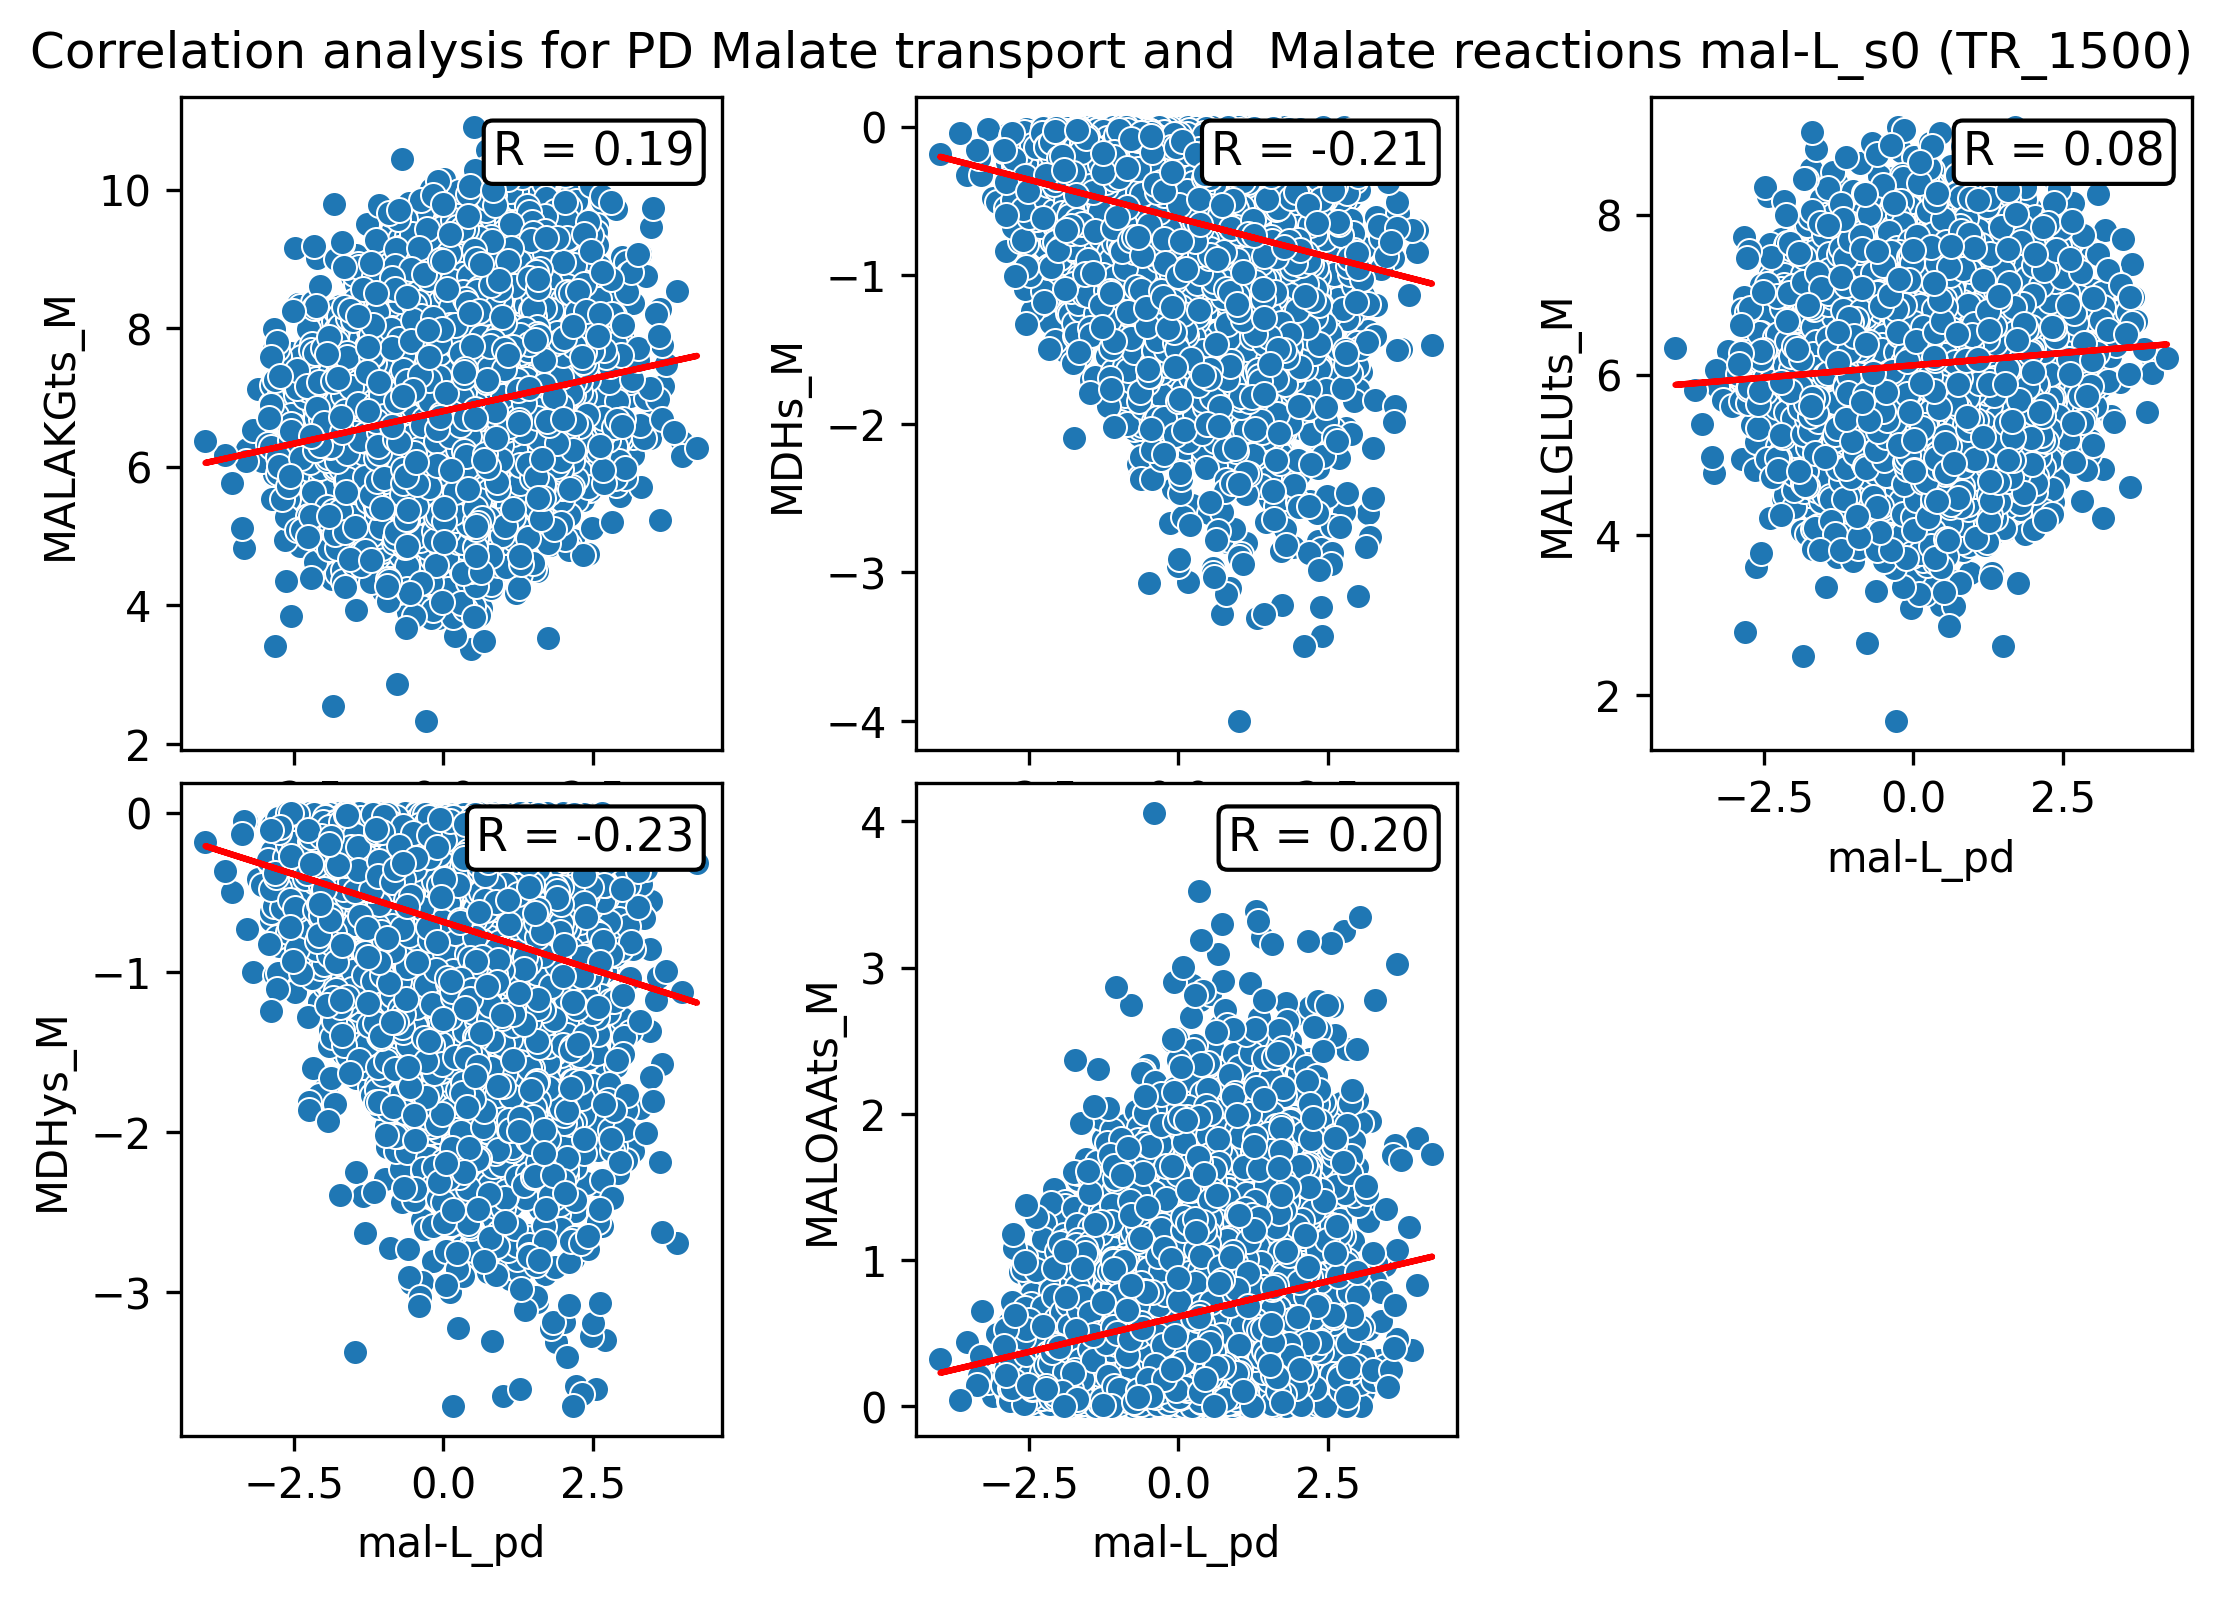 Correlation analysis for PD Malate transport and  Malate reactions mal-L_s0 (TR_1500)
MALAKGts_M
10
8
6
4
2
R = 0.19
MDHs_M
0
−1
−2
−3
−4
R = -0.21
MALGLUts_M
8
6
4
2
R = 0.08
−2.5 0.0 2.5
mal-L_pd
MDHys_M
0
−1
−2
−3
R = -0.23
−2.5 0.0 2.5
mal-L_pd
MALOAAts_M
4
3
2
1
0
R = 0.20
−2.5 0.0 2.5
mal-L_pd